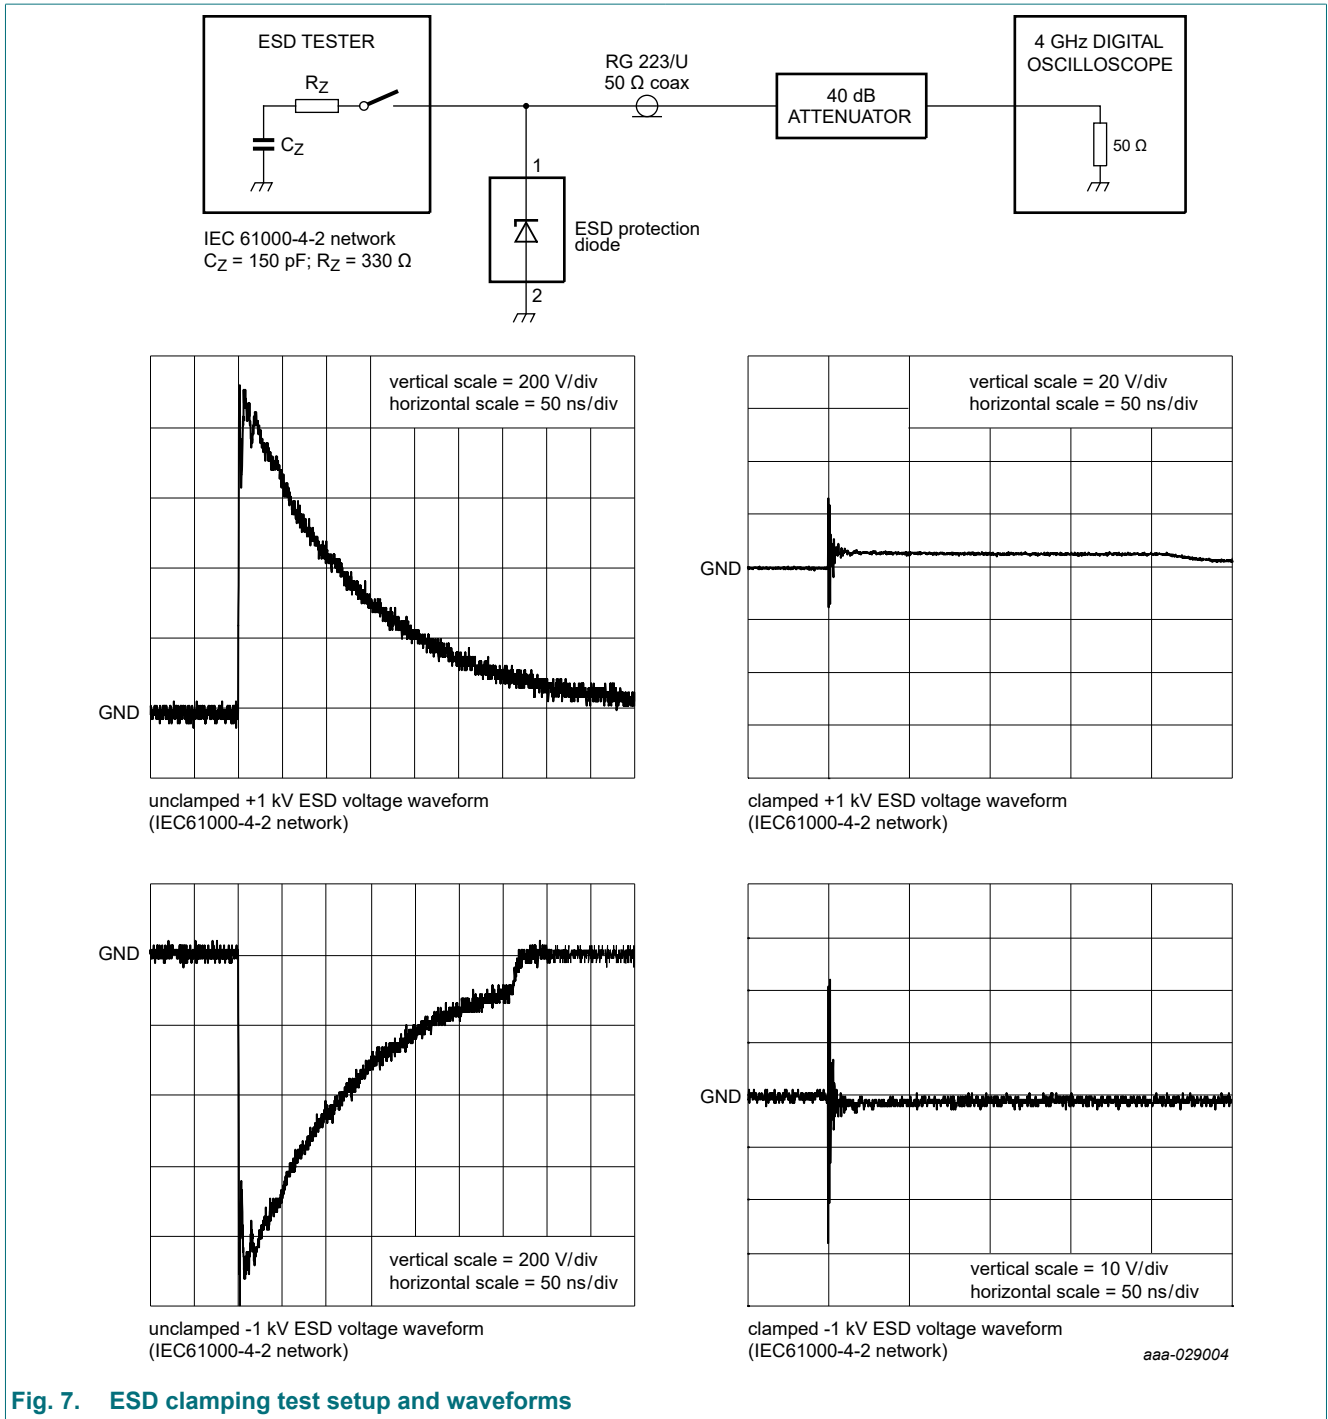 ESD TESTER
RZ
CZ
IEC 61000-4-2 network
CZ = 150 pF; RZ = 330 Ω
1
ESD protection
diode
2
RG 223/U
50 Ω coax
40 dB
ATTENUATOR
4 GHz DIGITAL
OSCILLOSCOPE
50 Ω
vertical scale = 200 V/div
horizontal scale = 50 ns/div
GND
unclamped +1 kV ESD voltage waveform
(IEC61000-4-2 network)
vertical scale = 20 V/div
horizontal scale = 50 ns/div
GND
clamped +1 kV ESD voltage waveform
(IEC61000-4-2 network)
GND
vertical scale = 200 V/div
horizontal scale = 50 ns/div
unclamped -1 kV ESD voltage waveform
(IEC61000-4-2 network)
GND
vertical scale = 10 V/div
horizontal scale = 50 ns/div
clamped -1 kV ESD voltage waveform
(IEC61000-4-2 network)
aaa-029004
Fig. 7. ESD clamping test setup and waveforms